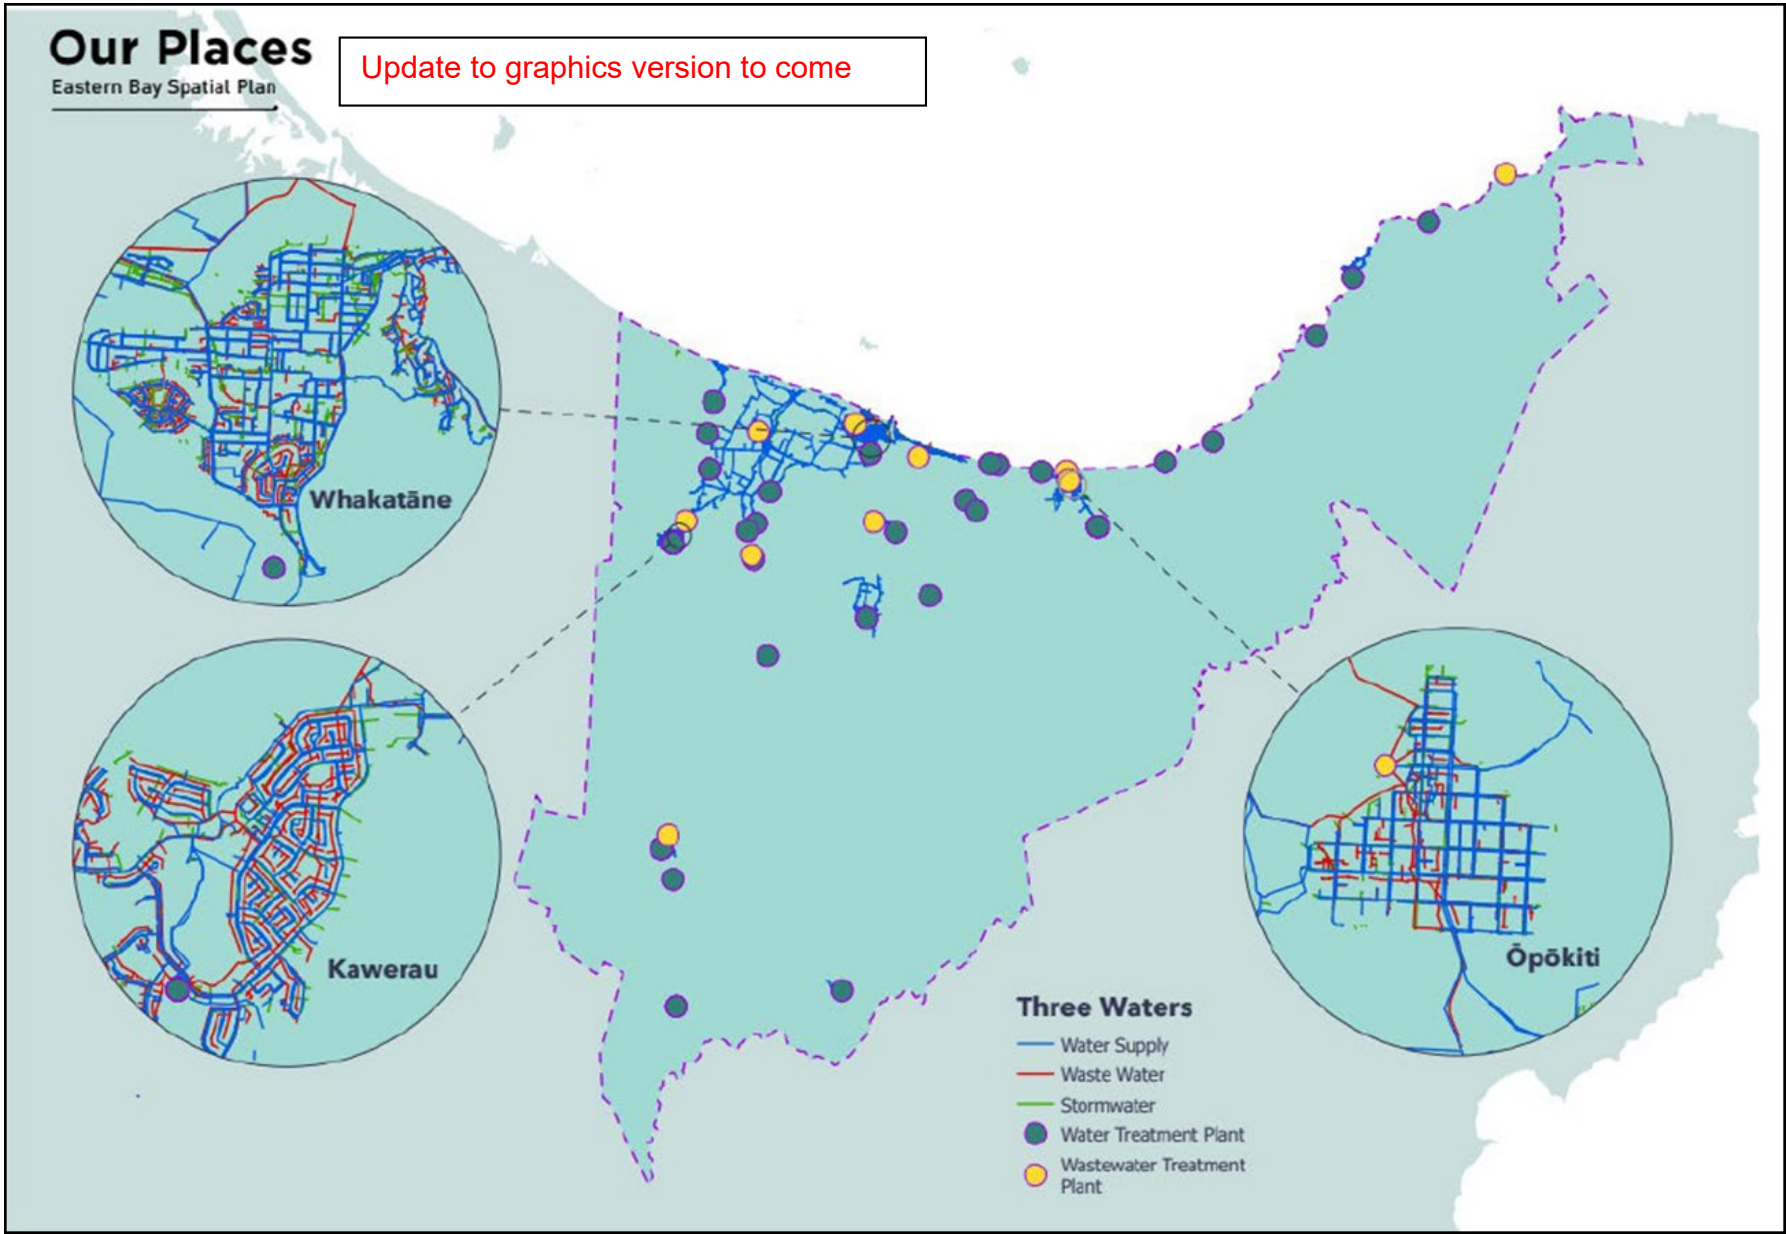 Our Places
Eastern Bay Spatial Plan
Update to graphics version to come
Whakatāne
Kawerau
Ōpōkiti
Three Waters
Water Supply
Waste Water
Stormwater
Water Treatment Plant
Wastewater Treatment
Plant